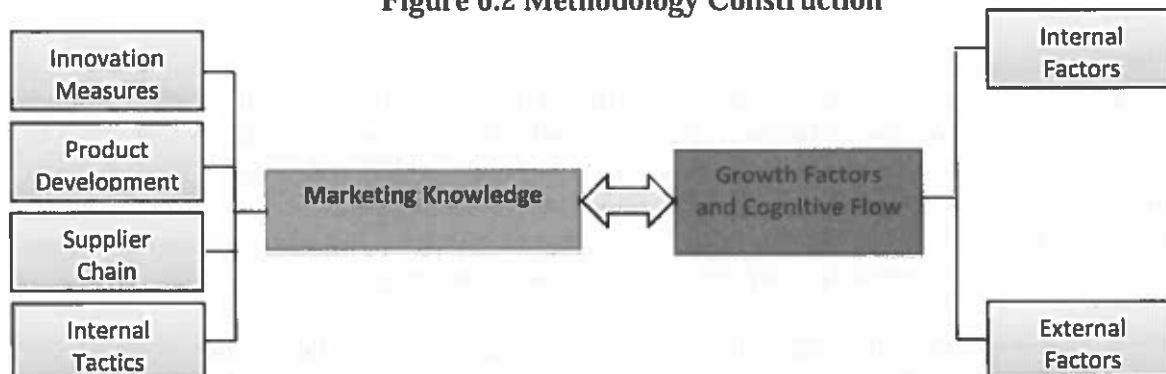 Figure 6.2 Methodology Construction
Innovation
Measures
Product
Development
Supplier
Chain
Internal
Tactics
Marketing Knowledge
Growth Factors
and Cognitive Flow
Internal
Factors
External
Factors